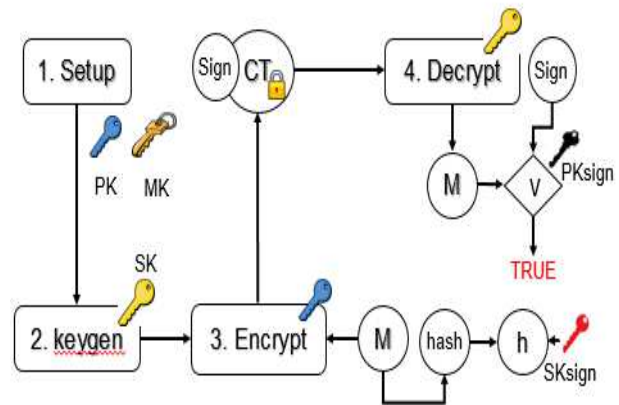 1. Setup
Sign
CT
4. Decrypt
Sign
PK
MK
M
V
PKsign
TRUE
SK
2. keygen
3. Encrypt
M
hash
h
SKsign